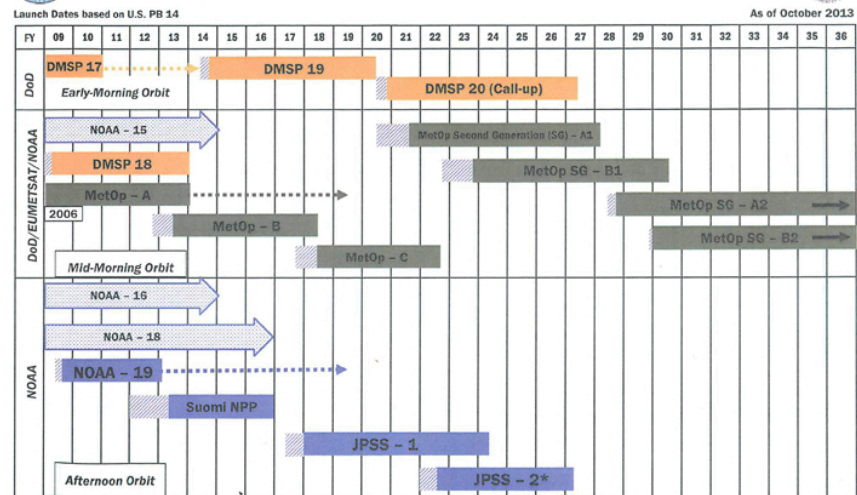 Launch Dates based on U.S. PB 14
As of October 2013
FY 09 10 11 12 13 14 15 16 17 18 19 20 21 22 23 24 25 26 27 28 29 30 31 32 33 34 35 36
DoD
DMSP 17
DMSP 19
DMSP 20 (Call-up)
Early-Morning Orbit
DoD/EUMETSAT/NOAA
NOAA – 15
MetOp Second Generation (SG) – A1
DMSP 18
MetOp SG – B1
MetOp – A
MetOp SG – A2
2006
MetOp – B
MetOp SG – B2
MetOp – C
Mid-Morning Orbit
NOAA
NOAA – 16
NOAA – 18
NOAA – 19
Suomi NPP
JPSS – 1
JPSS – 2*
Afternoon Orbit